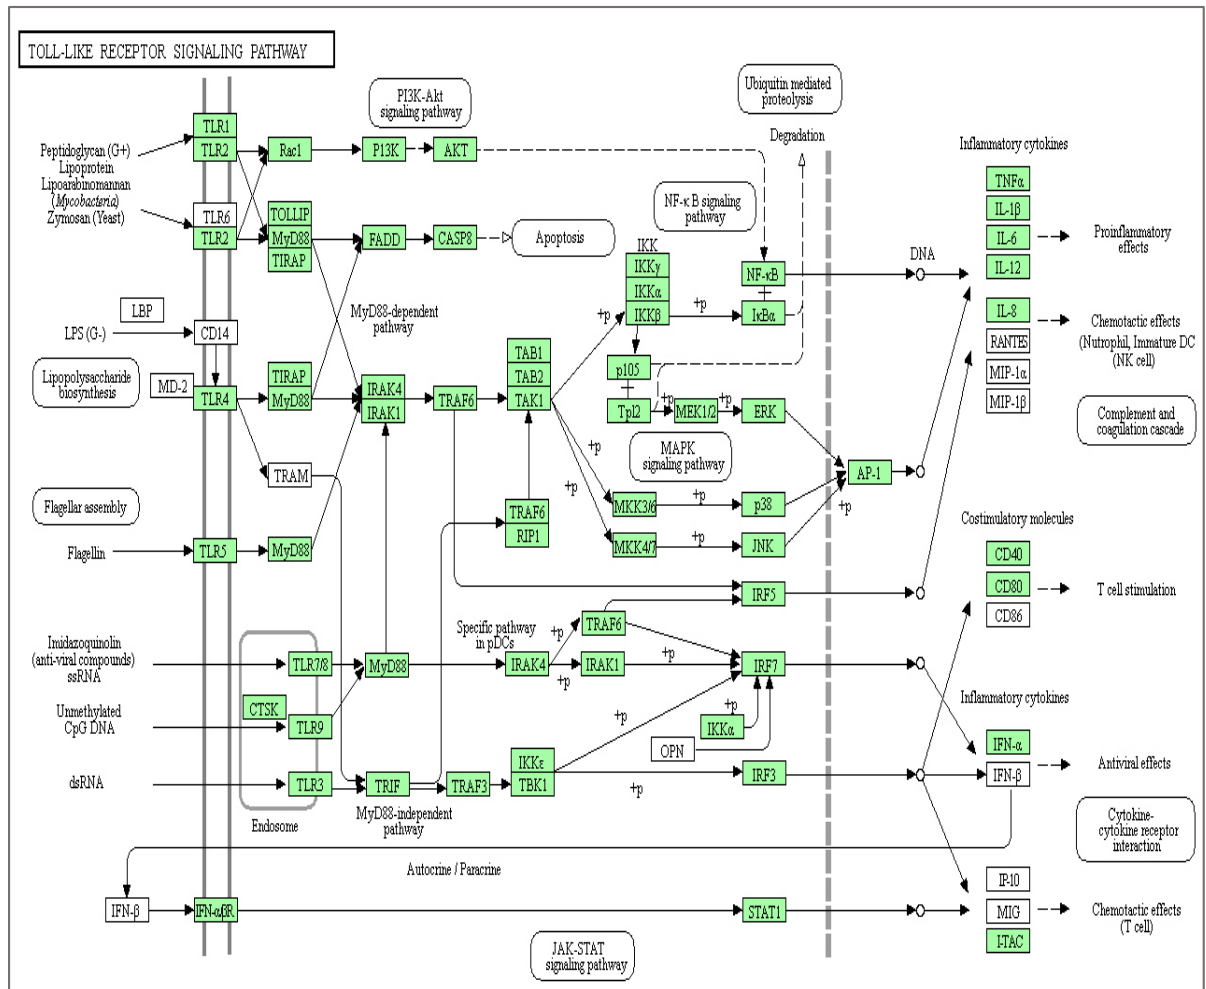 TOLL-LIKE RECEPTOR SIGNALING PATHWAY
PI3K-Akt
signaling pathway
Ubiquitin mediated
proteolysis
Degradation
Peptidoglycan (G+)
Lipoprotein
Lipoarabinomannan
(Mycobacteria)
Zymosan (Yeast)
TLR1
TLR2
Rac1
P13K
AKT
TLR6
TLR2
TOLLIP
MyD88
TIRAP
FADD
CASP8
Apoptosis
NF-κB signaling
pathway
IKK
IKKγ
IKKα
IKKβ
+p
+p
NF-κB
IκBα
DNA
Inflammatory cytokines
TNFα
IL-1β
IL-6
IL-12
Proinflammatory
effects
IL-8
RANTES
MIP-1α
MIP-1β
Chemotactic effects
(Nutrophil, Immature DC
(NK cell)
LBP
LPS (G-)
CD14
MyD88-dependent
pathway
Lipopolysaccharide
biosynthesis
MD-2
TLR4
TIRAP
MyD88
IRAK4
IRAK1
TRAF6
TAB1
TAB2
TAK1
p105
Tpl2
+p
MEK1/2
+p
ERK
Complement and
coagulation cascade
MAPK
signaling pathway
AP-1
+p
TRAM
+p
+p
MKK3/6
+p
p38
MKK4/7
+p
JNK
TRAF6
RIP1
Flagellar assembly
Flagellin
TLR5
MyD88
Costimulatory molecules
CD40
CD80
CD86
T cell stimulation
IRF5
Imidazoquinolin
(anti-viral compounds)
ssRNA
TLR7/8
MyD88
Specific pathway
in pDCs
IRAK4
+p
+p
TRAF6
IRAK1
+p
IRF7
Unmethylated
CpG DNA
CTSK
TLR9
+p
+p
IKKα
OPN
Inflammatory cytokines
IFN-α
IFN-β
Antiviral effects
dsRNA
TLR3
TRIF
TRAF3
IKKε
TBK1
+p
IRF3
Endosome
MyD88-independent
pathway
Cytokine-
cytokine receptor
interaction
Autocrine / Paracrine
IFN-β
IFN-αβR
STAT1
IP-10
MIG
I-TAC
Chemotactic effects
(T cell)
JAK-STAT
signaling pathway